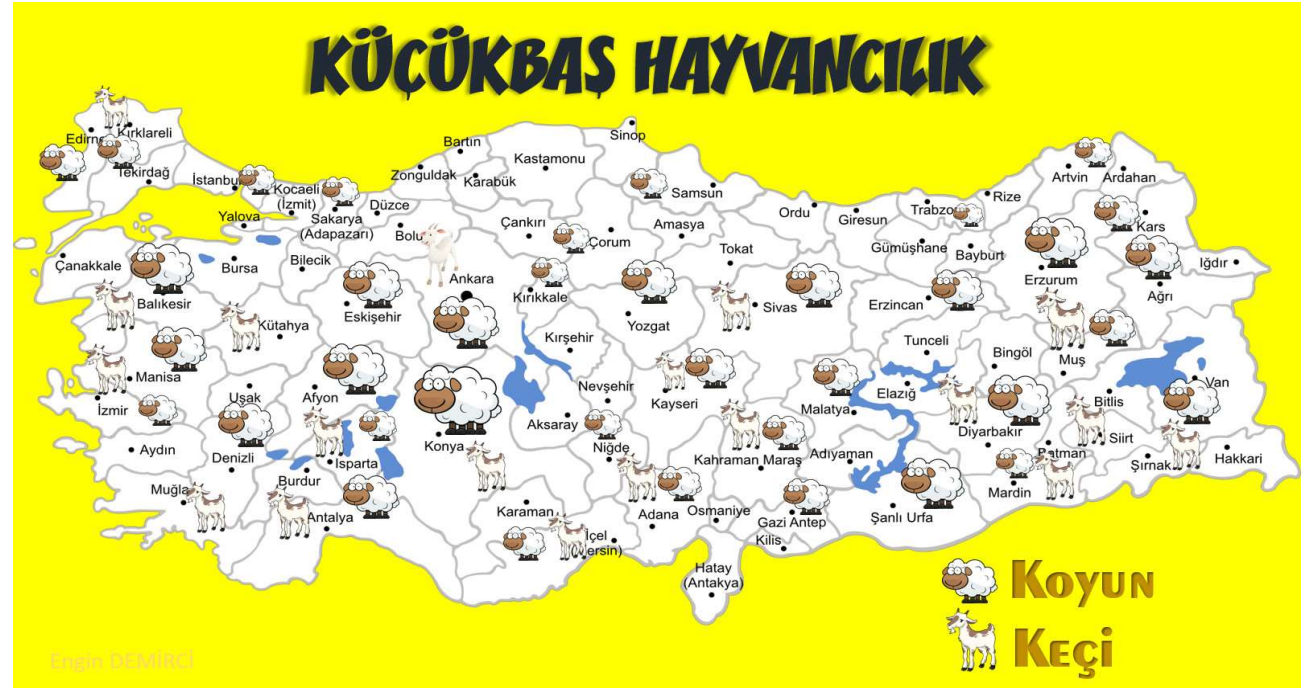 KÜÇÜKBAŞ HAYVANCILIK
Sinop
Bartın
Edirne
Kırklareli
Kastamonu
Zonguldak
Karabük
Tekirdağ
İstanbul
Kocaeli
(İzmit)
Samsun
Artvin
Ardahan
Rize
Yalova
Sakarya
(Adapazarı)
Düzce
Ordu
Giresun
Trabzo
Bolu
Çankırı
Çorum
Amasya
Kars
Gümüşhane
Bayburt
Tokat
Çanakkale
Bursa
Bilecik
Iğdır
Ankara
Erzurum
Ağrı
Kırıkkale
Balıkesir
Eskişehir
Sivas
Erzincan
Kütahya
Yozgat
Kırşehir
Tunceli
Bingöl
Muş
Manisa
Nevşehir
Van
Uşak
Afyon
Kayseri
Elazığ
Bitlis
İzmir
Malatya
Aksaray
Diyarbakır
Siirt
Konya
Niğde
Aydın
Denizli
Isparta
Kahraman Maraş
Adıyaman
Batman
Şırnak
Hakkari
Burdur
Muğla
Mardin
Karaman
Adana
Osmaniye
Antalya
Gazi Antep
Şanlı Urfa
İçel
(Mersin)
Kilis
Hatay
(Antakya)
Koyun
Keçi
Engin DEMİRCİ